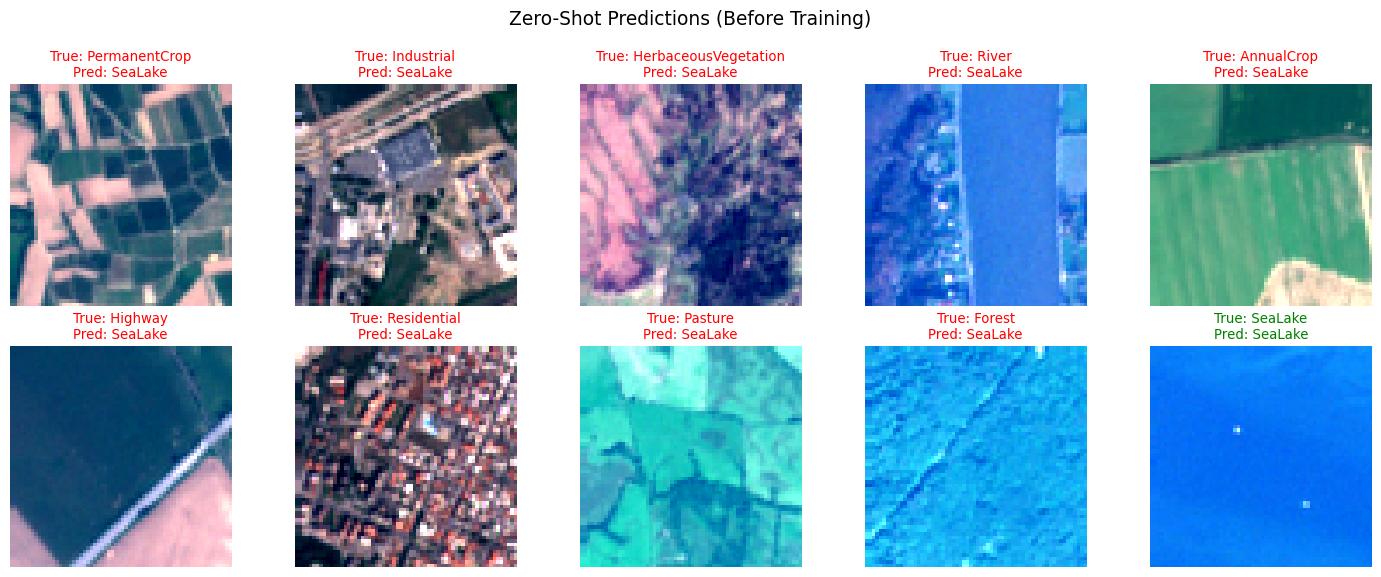 Zero-Shot Predictions (Before Training)
True: PermanentCrop
Pred: SeaLake
True: Industrial
Pred: SeaLake
True: HerbaceousVegetation
Pred: SeaLake
True: River
Pred: SeaLake
True: AnnualCrop
Pred: SeaLake
True: Highway
Pred: SeaLake
True: Residential
Pred: SeaLake
True: Pasture
Pred: SeaLake
True: Forest
Pred: SeaLake
True: SeaLake
Pred: SeaLake